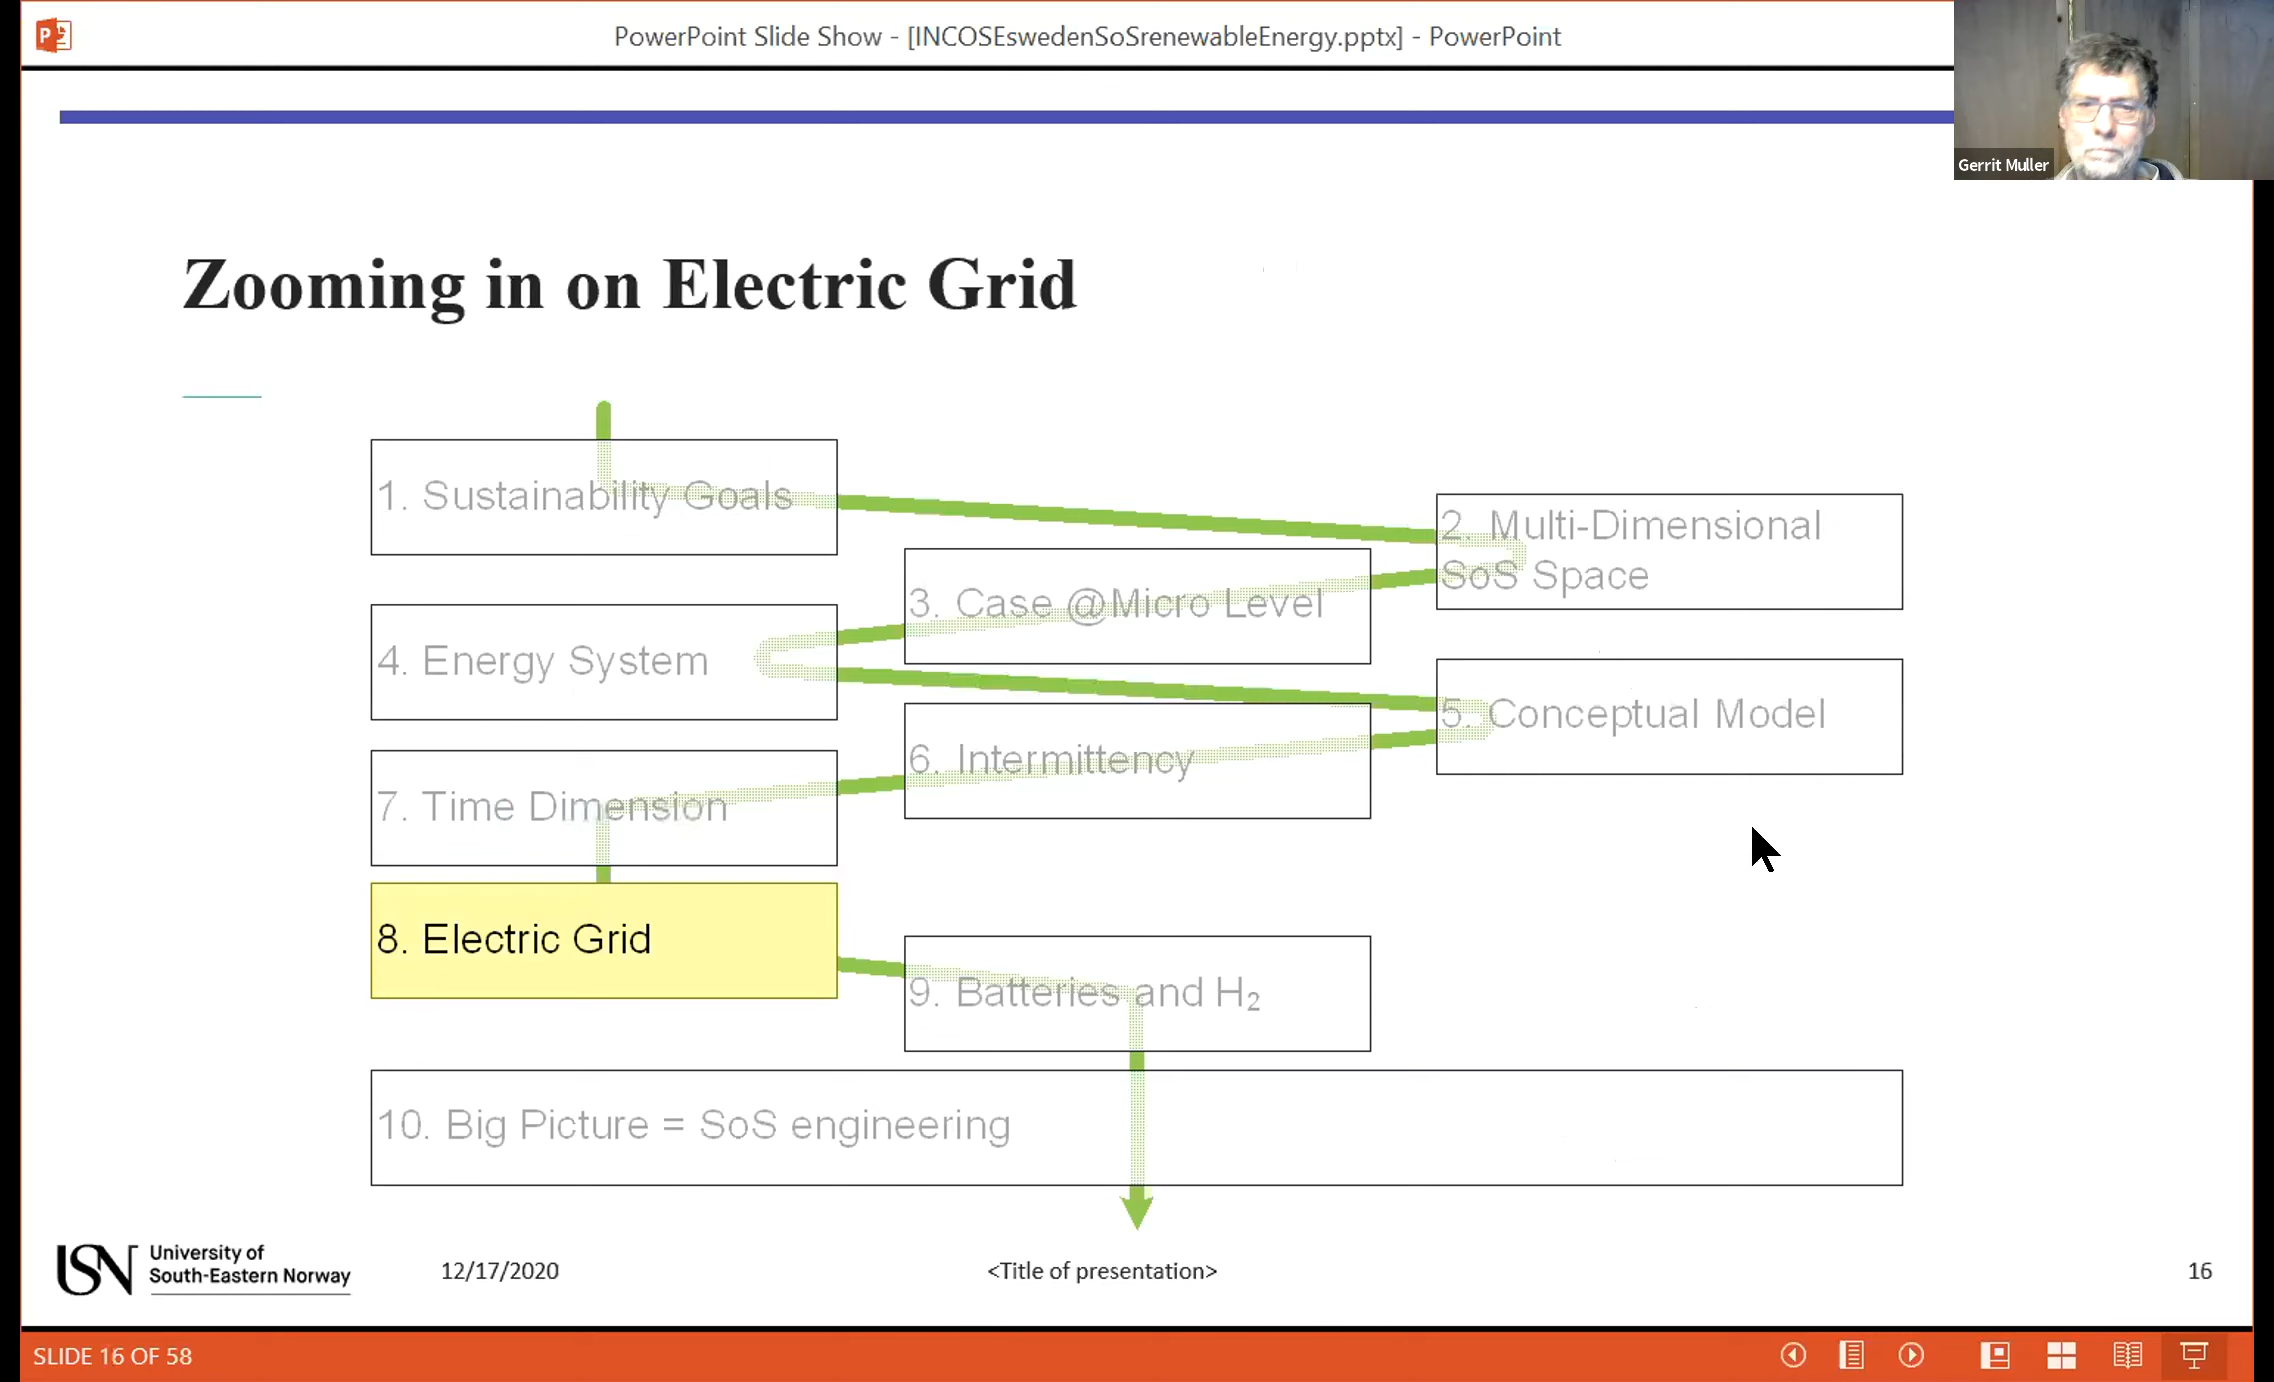 PowerPoint Slide Show - [INCOSEswedenSoSrenewableEnergy.pptx] - PowerPoint
Gerrit Muller
Zooming in on Electric Grid
1. Sustainability Goals
2. Multi-Dimensional
SoS Space
3. Case @Micro Level
4. Energy System
5. Conceptual Model
6. Intermittency
7. Time Dimension
8. Electric Grid
9. Batteries and H₂
10. Big Picture = SoS engineering
USN
University of
South-Eastern Norway
12/17/2020
<Title of presentation>
16
SLIDE 16 OF 58